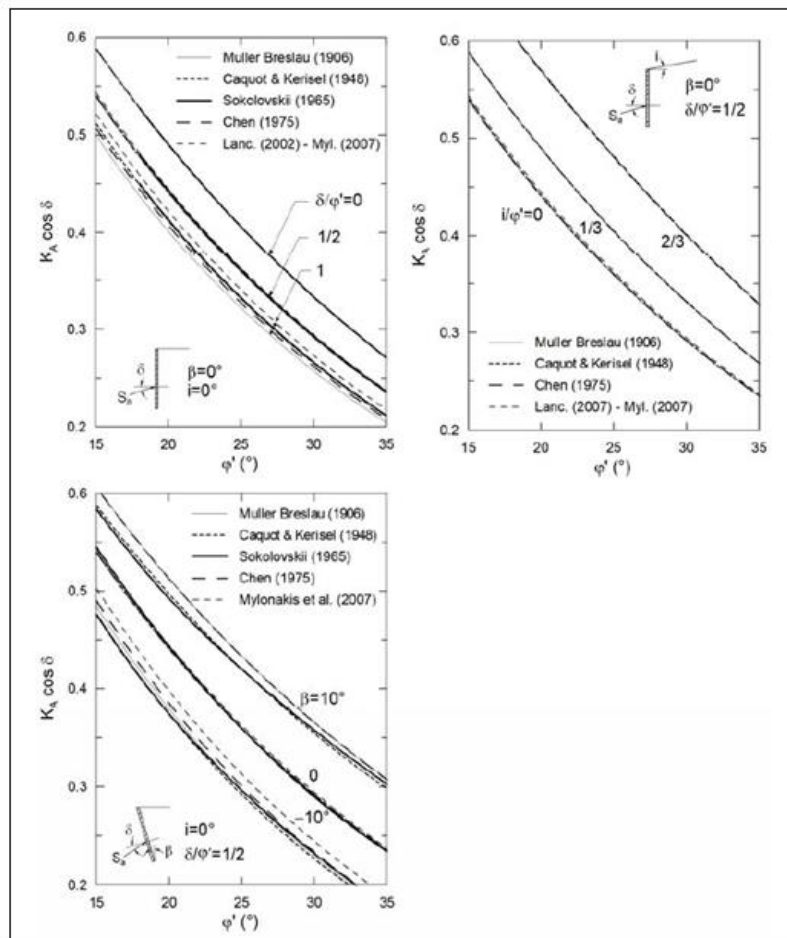 0.6
0.5
0.4
0.3
0.2
K_A cos δ
Muller Breslau (1906)
Caquot & Kerisel (1948)
Sokolovskii (1965)
Chen (1975)
Lanc. (2002) - Myl. (2007)
δ/φ'=0
1/2
1
δ
S_a
β=0°
i=0°
15 20 25 30 35
φ' (°)
0.6
0.5
0.4
0.3
0.2
K_A cos δ
i
δ
S_a
β=0°
δ/φ'=1/2
i/φ'=0
1/3
2/3
Muller Breslau (1906)
Caquot & Kerisel (1948)
Chen (1975)
Lanc. (2007) - Myl. (2007)
15 20 25 30 35
φ' (°)
0.6
0.5
0.4
0.3
0.2
K_A cos δ
Muller Breslau (1906)
Caquot & Kerisel (1948)
Sokolovskii (1965)
Chen (1975)
Mylonakis et al. (2007)
β=10°
0
−10°
δ
S_a
β
i=0°
δ/φ'=1/2
15 20 25 30 35
φ' (°)